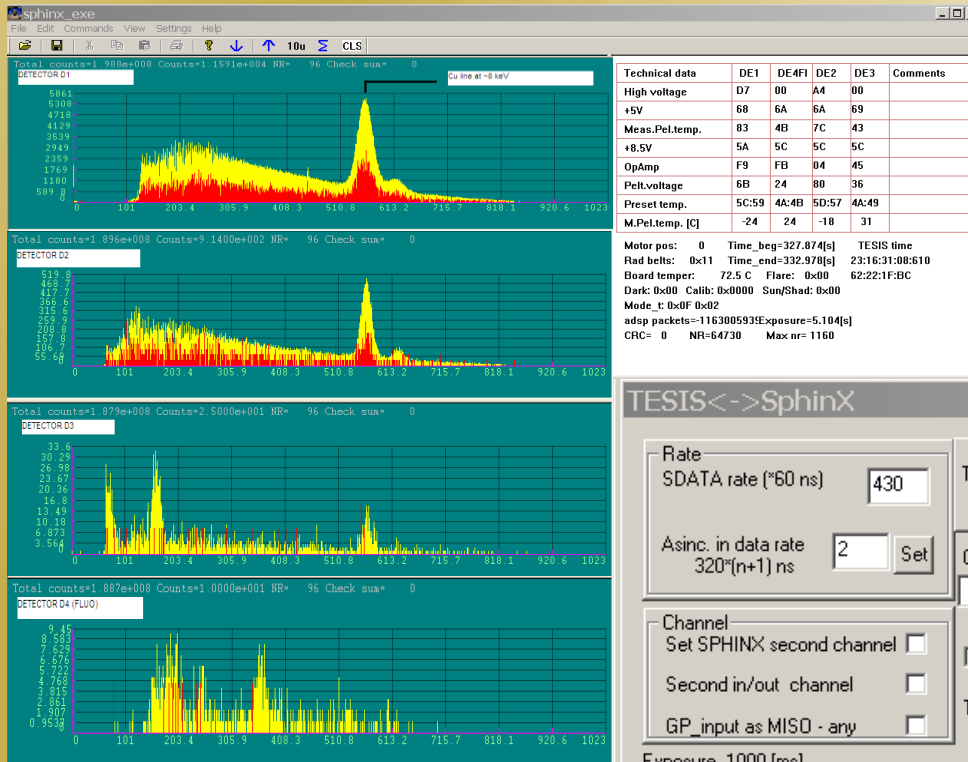 sphinx_exe
File Edit Commands View Settings Help
10u Σ CLS
Total counts=1.988e+008 Counts=1.1591e+004 NR= 96 Check sum= 0
DETECTOR D1
Cu line at ~8 keV
5861
5308
4718
4129
3539
2949
2359
1769
1180
589.8
0
0 101 203.4 305.9 408.3 510.8 613.2 715.7 818.1 920.6 1023
Total counts=1.896e+008 Counts=9.1400e+002 NR= 96 Check sum= 0
DETECTOR D2
519.8
468.7
417.7
366.6
315.6
259.9
208.8
157.8
106.7
55.68
0
0 101 203.4 305.9 408.3 510.8 613.2 715.7 818.1 920.6 1023
Total counts=1.879e+008 Counts=2.5000e+001 NR= 96 Check sum= 0
DETECTOR D3
33.6
30.29
26.98
23.67
20.36
16.8
13.49
10.18
6.873
3.564
0
0 101 203.4 305.9 408.3 510.8 613.2 715.7 818.1 920.6 1023
Total counts=1.887e+008 Counts=1.0000e+001 NR= 96 Check sum= 0
DETECTOR D4 (FLUO)
9.45
8.583
7.629
6.676
5.722
4.768
3.815
2.861
1.907
0.9537
0
0 101 203.4 305.9 408.3 510.8 613.2 715.7 818.1 920.6 1023
Technical data DE1 DE4Fl DE2 DE3 Comments
High voltage D7 00 A4 00
+5V 68 6A 6A 69
Meas.Pel.temp. 83 4B 7C 43
+8.5V 5A 5C 5C 5C
OpAmp F9 FB 04 45
Pelt.voltage 6B 24 80 36
Preset temp. 5C:59 4A:4B 5D:57 4A:49
M.Pel.temp. [C] -24 24 -18 31
Motor pos: 0 Time_beg=327.874[s] TESIS time
Rad belts: 0x11 Time_end=332.978[s] 23:16:31:08:610
Board temper: 72.5 C Flare: 0x00 62:22:1F:BC
Dark: 0x00 Calib: 0x0000 Sun/Shad: 0x00
Mode_t: 0x0F 0x02
adsp packets=-1163005939Exposure=5.104[s]
CRC= 0 NR=64730 Max nr= 1160
TESIS<->SphinX
Rate
SDATA rate (*60 ns) 430
Asinc. in data rate 2 Set
320*(n+1) ns
Channel
Set SPHINX second channel
Second in/out channel
GP_input as MISO - any
Exposure 1000 [ms]